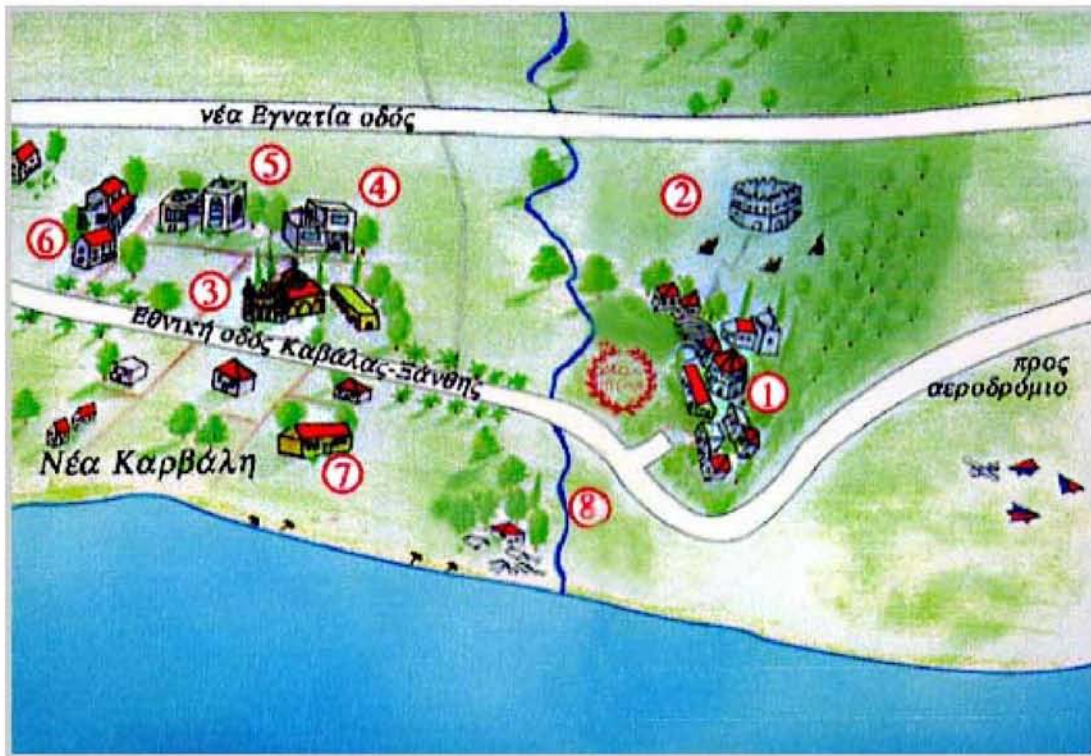 νέα Εγνατία οδός
⑤
④
②
⑥
③
Εθνική οδός Καβάλας-Ξάνθης
①
προς
αεροδρόμιο
Νέα Καρβάλη
⑦
⑧